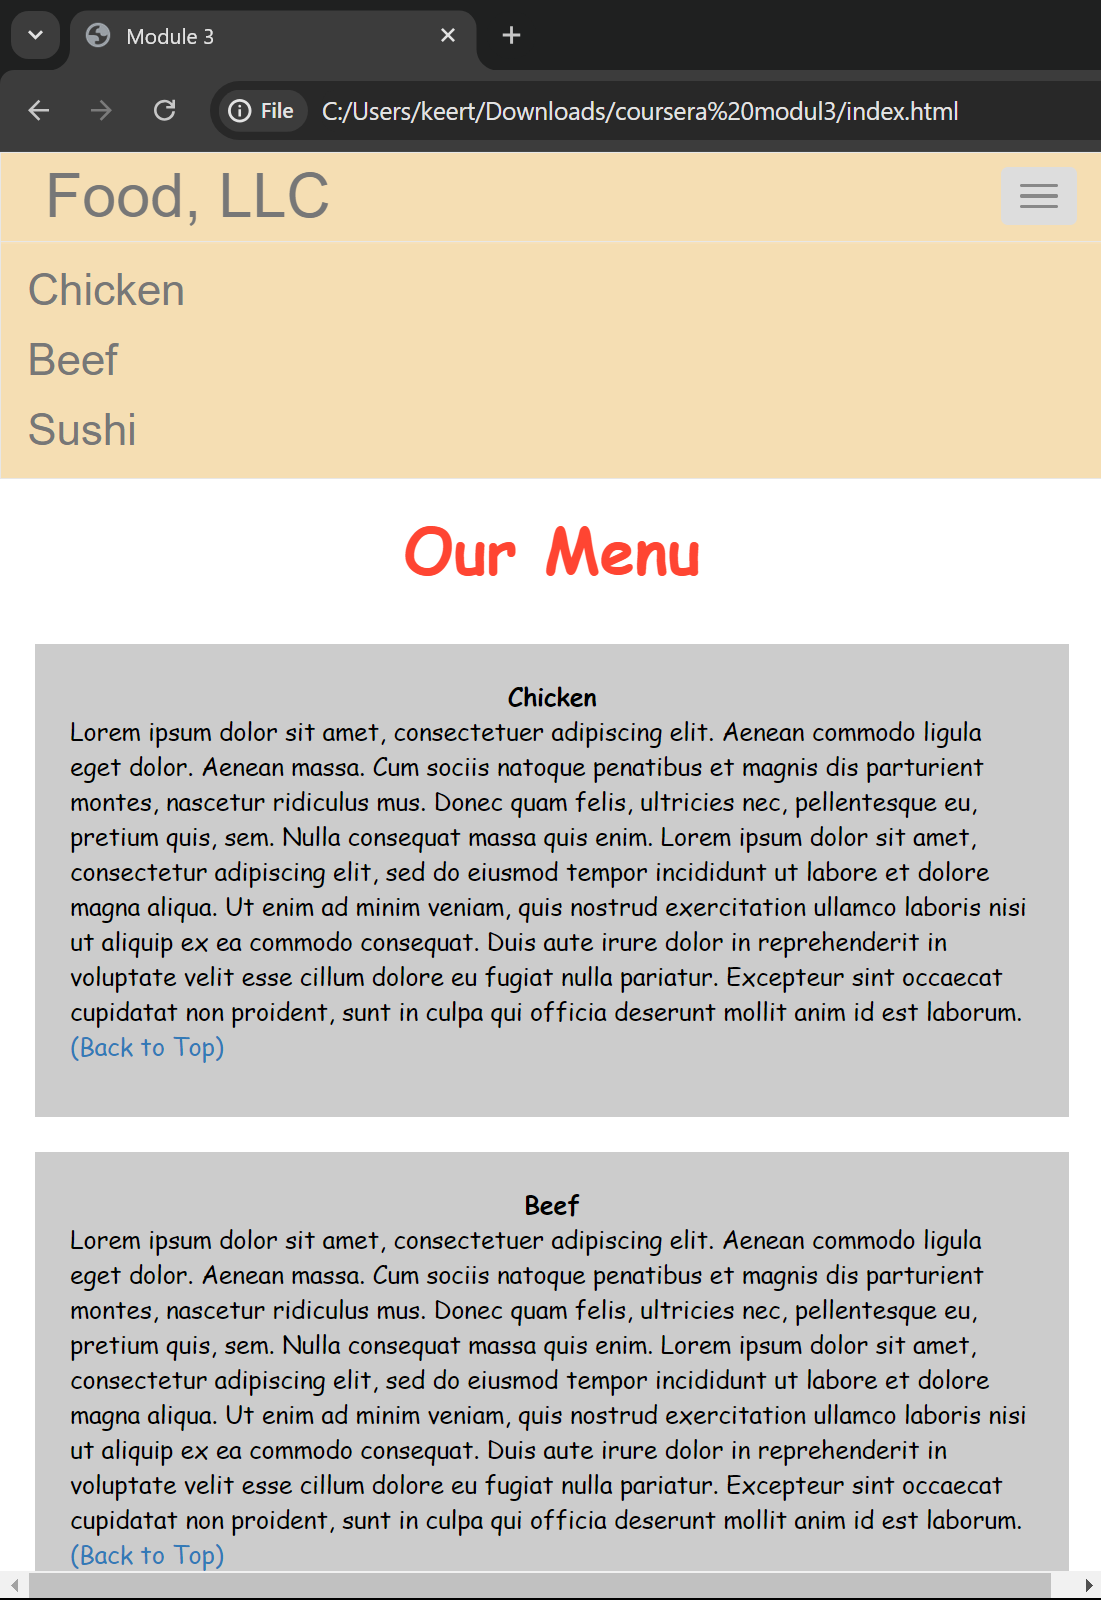 Module 3
File
C:/Users/keert/Downloads/coursera%20modul3/index.html
Food, LLC
Chicken
Beef
Sushi
Our Menu
Chicken
Lorem ipsum dolor sit amet, consectetuer adipiscing elit. Aenean commodo ligula
eget dolor. Aenean massa. Cum sociis natoque penatibus et magnis dis parturient
montes, nascetur ridiculus mus. Donec quam felis, ultricies nec, pellentesque eu,
pretium quis, sem. Nulla consequat massa quis enim. Lorem ipsum dolor sit amet,
consectetur adipiscing elit, sed do eiusmod tempor incididunt ut labore et dolore
magna aliqua. Ut enim ad minim veniam, quis nostrud exercitation ullamco laboris nisi
ut aliquip ex ea commodo consequat. Duis aute irure dolor in reprehenderit in
voluptate velit esse cillum dolore eu fugiat nulla pariatur. Excepteur sint occaecat
cupidatat non proident, sunt in culpa qui officia deserunt mollit anim id est laborum.
(Back to Top)
Beef
Lorem ipsum dolor sit amet, consectetuer adipiscing elit. Aenean commodo ligula
eget dolor. Aenean massa. Cum sociis natoque penatibus et magnis dis parturient
montes, nascetur ridiculus mus. Donec quam felis, ultricies nec, pellentesque eu,
pretium quis, sem. Nulla consequat massa quis enim. Lorem ipsum dolor sit amet,
consectetur adipiscing elit, sed do eiusmod tempor incididunt ut labore et dolore
magna aliqua. Ut enim ad minim veniam, quis nostrud exercitation ullamco laboris nisi
ut aliquip ex ea commodo consequat. Duis aute irure dolor in reprehenderit in
voluptate velit esse cillum dolore eu fugiat nulla pariatur. Excepteur sint occaecat
cupidatat non proident, sunt in culpa qui officia deserunt mollit anim id est laborum.
(Back to Top)